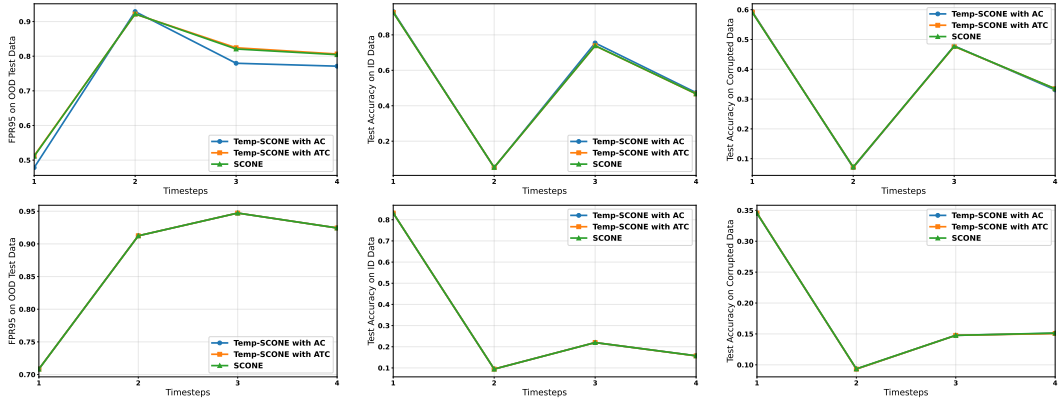 FPR95 on OOD Test Data
0.9
0.8
0.7
0.6
0.5
1
2
3
4
Timesteps
Temp-SCONE with AC
Temp-SCONE with ATC
SCONE
Test Accuracy on ID Data
0.8
0.6
0.4
0.2
1
2
3
4
Timesteps
Temp-SCONE with AC
Temp-SCONE with ATC
SCONE
Test Accuracy on Corrupted Data
0.6
0.5
0.4
0.3
0.2
0.1
1
2
3
4
Timesteps
Temp-SCONE with AC
Temp-SCONE with ATC
SCONE
FPR95 on OOD Test Data
0.95
0.90
0.85
0.80
0.75
0.70
1
2
3
4
Timesteps
Temp-SCONE with AC
Temp-SCONE with ATC
SCONE
Test Accuracy on ID Data
0.8
0.7
0.6
0.5
0.4
0.3
0.2
0.1
1
2
3
4
Timesteps
Temp-SCONE with AC
Temp-SCONE with ATC
SCONE
Test Accuracy on Corrupted Data
0.35
0.30
0.25
0.20
0.15
0.10
1
2
3
4
Timesteps
Temp-SCONE with AC
Temp-SCONE with ATC
SCONE